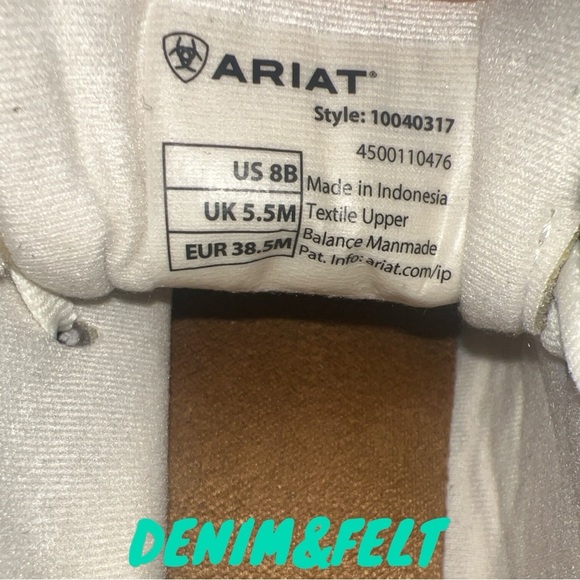 ARIAT®
Style: 10040317
4500110476
US 8B
UK 5.5M
EUR 38.5M
Made in Indonesia
Textile Upper
Balance Manmade
Pat. Info: ariat.com/ip
DENIM&FELT